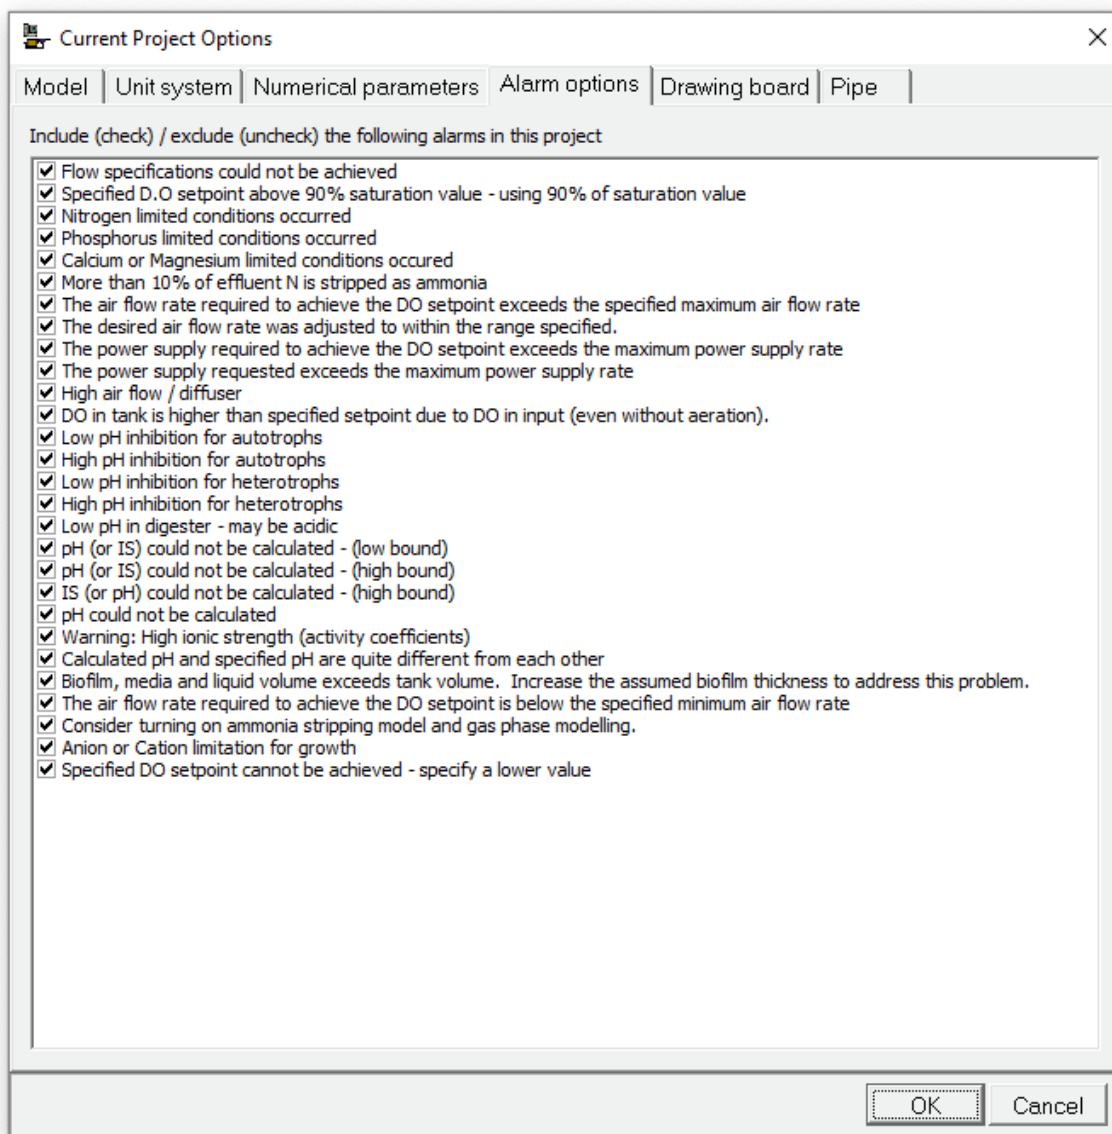 Current Project Options
Model Unit system Numerical parameters Alarm options Drawing board Pipe
Include (check) / exclude (uncheck) the following alarms in this project
Flow specifications could not be achieved
Specified D.O setpoint above 90% saturation value - using 90% of saturation value
Nitrogen limited conditions occurred
Phosphorus limited conditions occurred
Calcium or Magnesium limited conditions occured
More than 10% of effluent N is stripped as ammonia
The air flow rate required to achieve the DO setpoint exceeds the specified maximum air flow rate
The desired air flow rate was adjusted to within the range specified.
The power supply required to achieve the DO setpoint exceeds the maximum power supply rate
The power supply requested exceeds the maximum power supply rate
High air flow / diffuser
DO in tank is higher than specified setpoint due to DO in input (even without aeration).
Low pH inhibition for autotrophs
High pH inhibition for autotrophs
Low pH inhibition for heterotrophs
High pH inhibition for heterotrophs
Low pH in digester - may be acidic
pH (or IS) could not be calculated - (low bound)
pH (or IS) could not be calculated - (high bound)
IS (or pH) could not be calculated - (high bound)
pH could not be calculated
Warning: High ionic strength (activity coefficients)
Calculated pH and specified pH are quite different from each other
Biofilm, media and liquid volume exceeds tank volume.  Increase the assumed biofilm thickness to address this problem.
The air flow rate required to achieve the DO setpoint is below the specified minimum air flow rate
Consider turning on ammonia stripping model and gas phase modelling.
Anion or Cation limitation for growth
Specified DO setpoint cannot be achieved - specify a lower value
OK Cancel